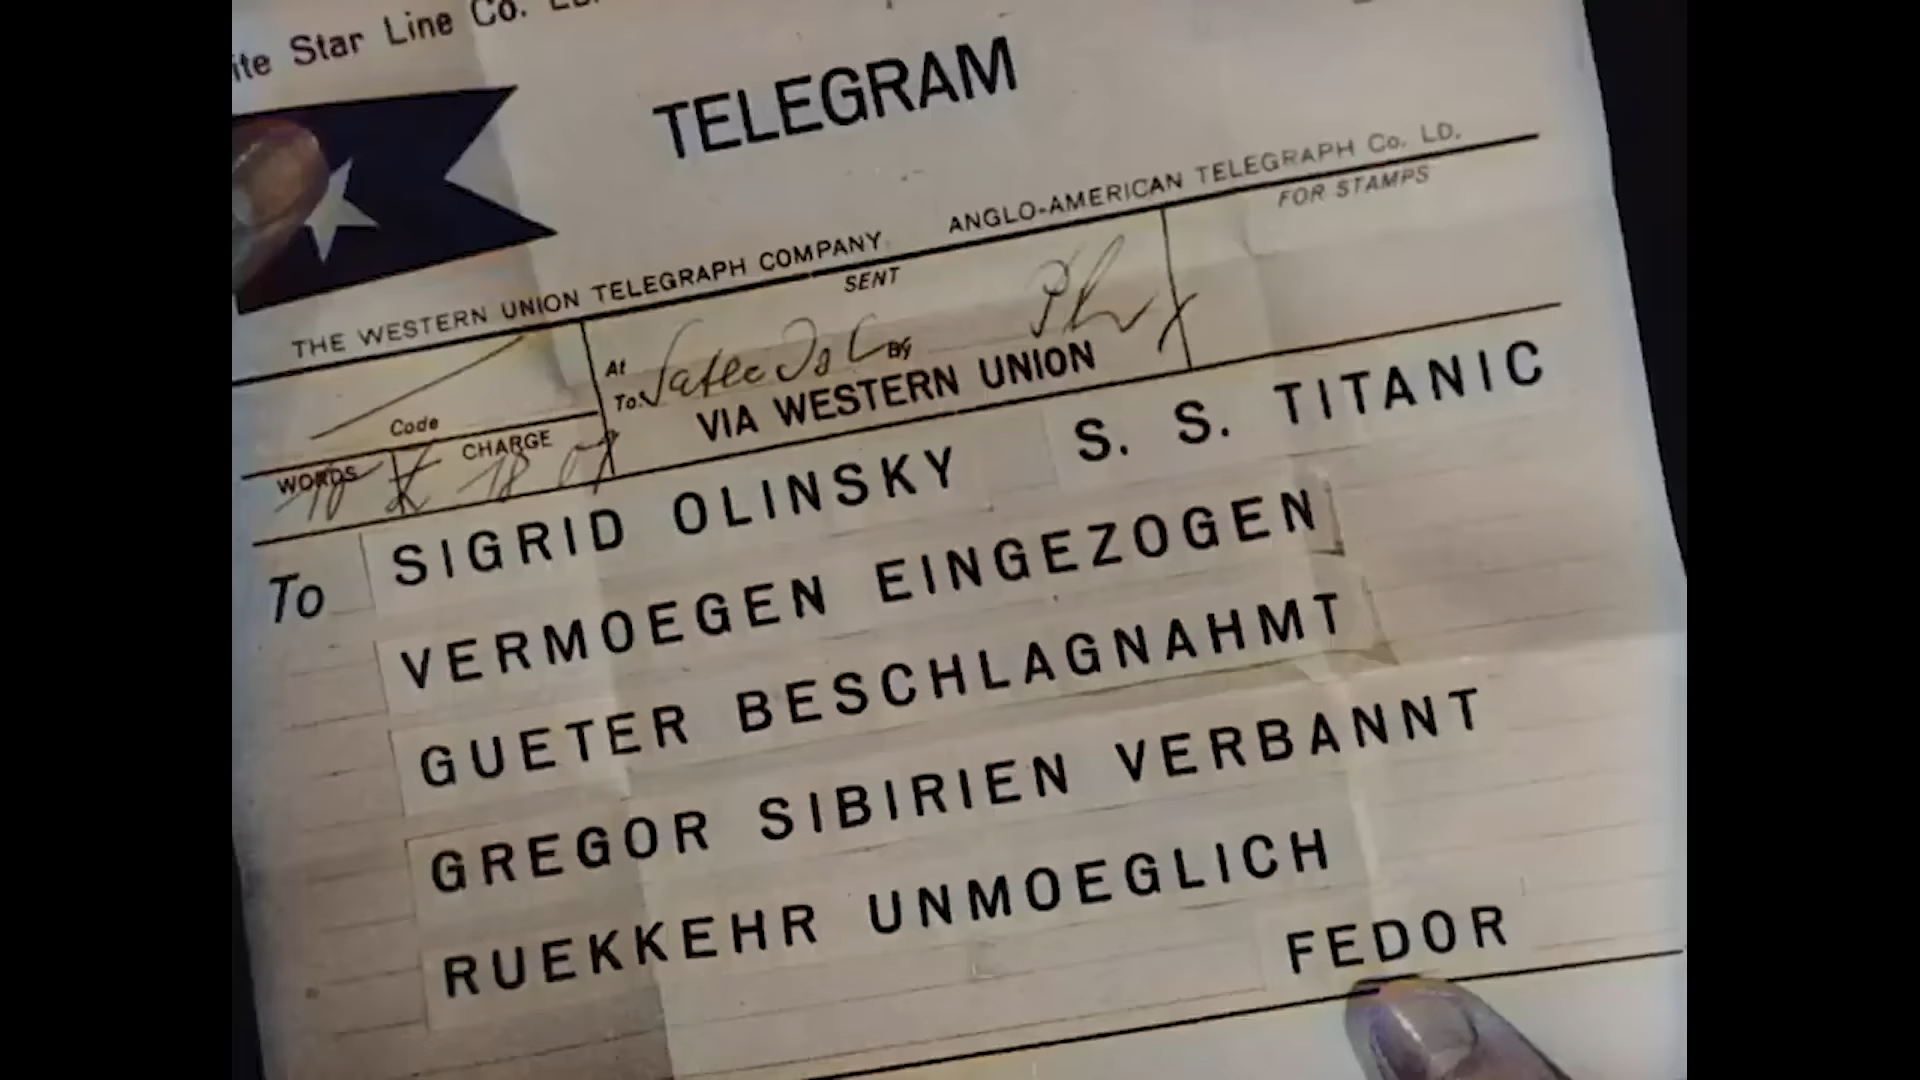 Star Line Co.
TELEGRAM
THE WESTERN UNION TELEGRAPH COMPANY. ANGLO-AMERICAN TELEGRAPH Co. LD.
SENT
FOR STAMPS
At
By
To
VIA WESTERN UNION
Code
WORDS CHARGE
To SIGRID OLINSKY S. S. TITANIC
VERMOEGEN EINGEZOGEN
GUETER BESCHLAGNAHMT
GREGOR SIBIRIEN VERBANNT
RUEKKEHR UNMOEGLICH
FEDOR